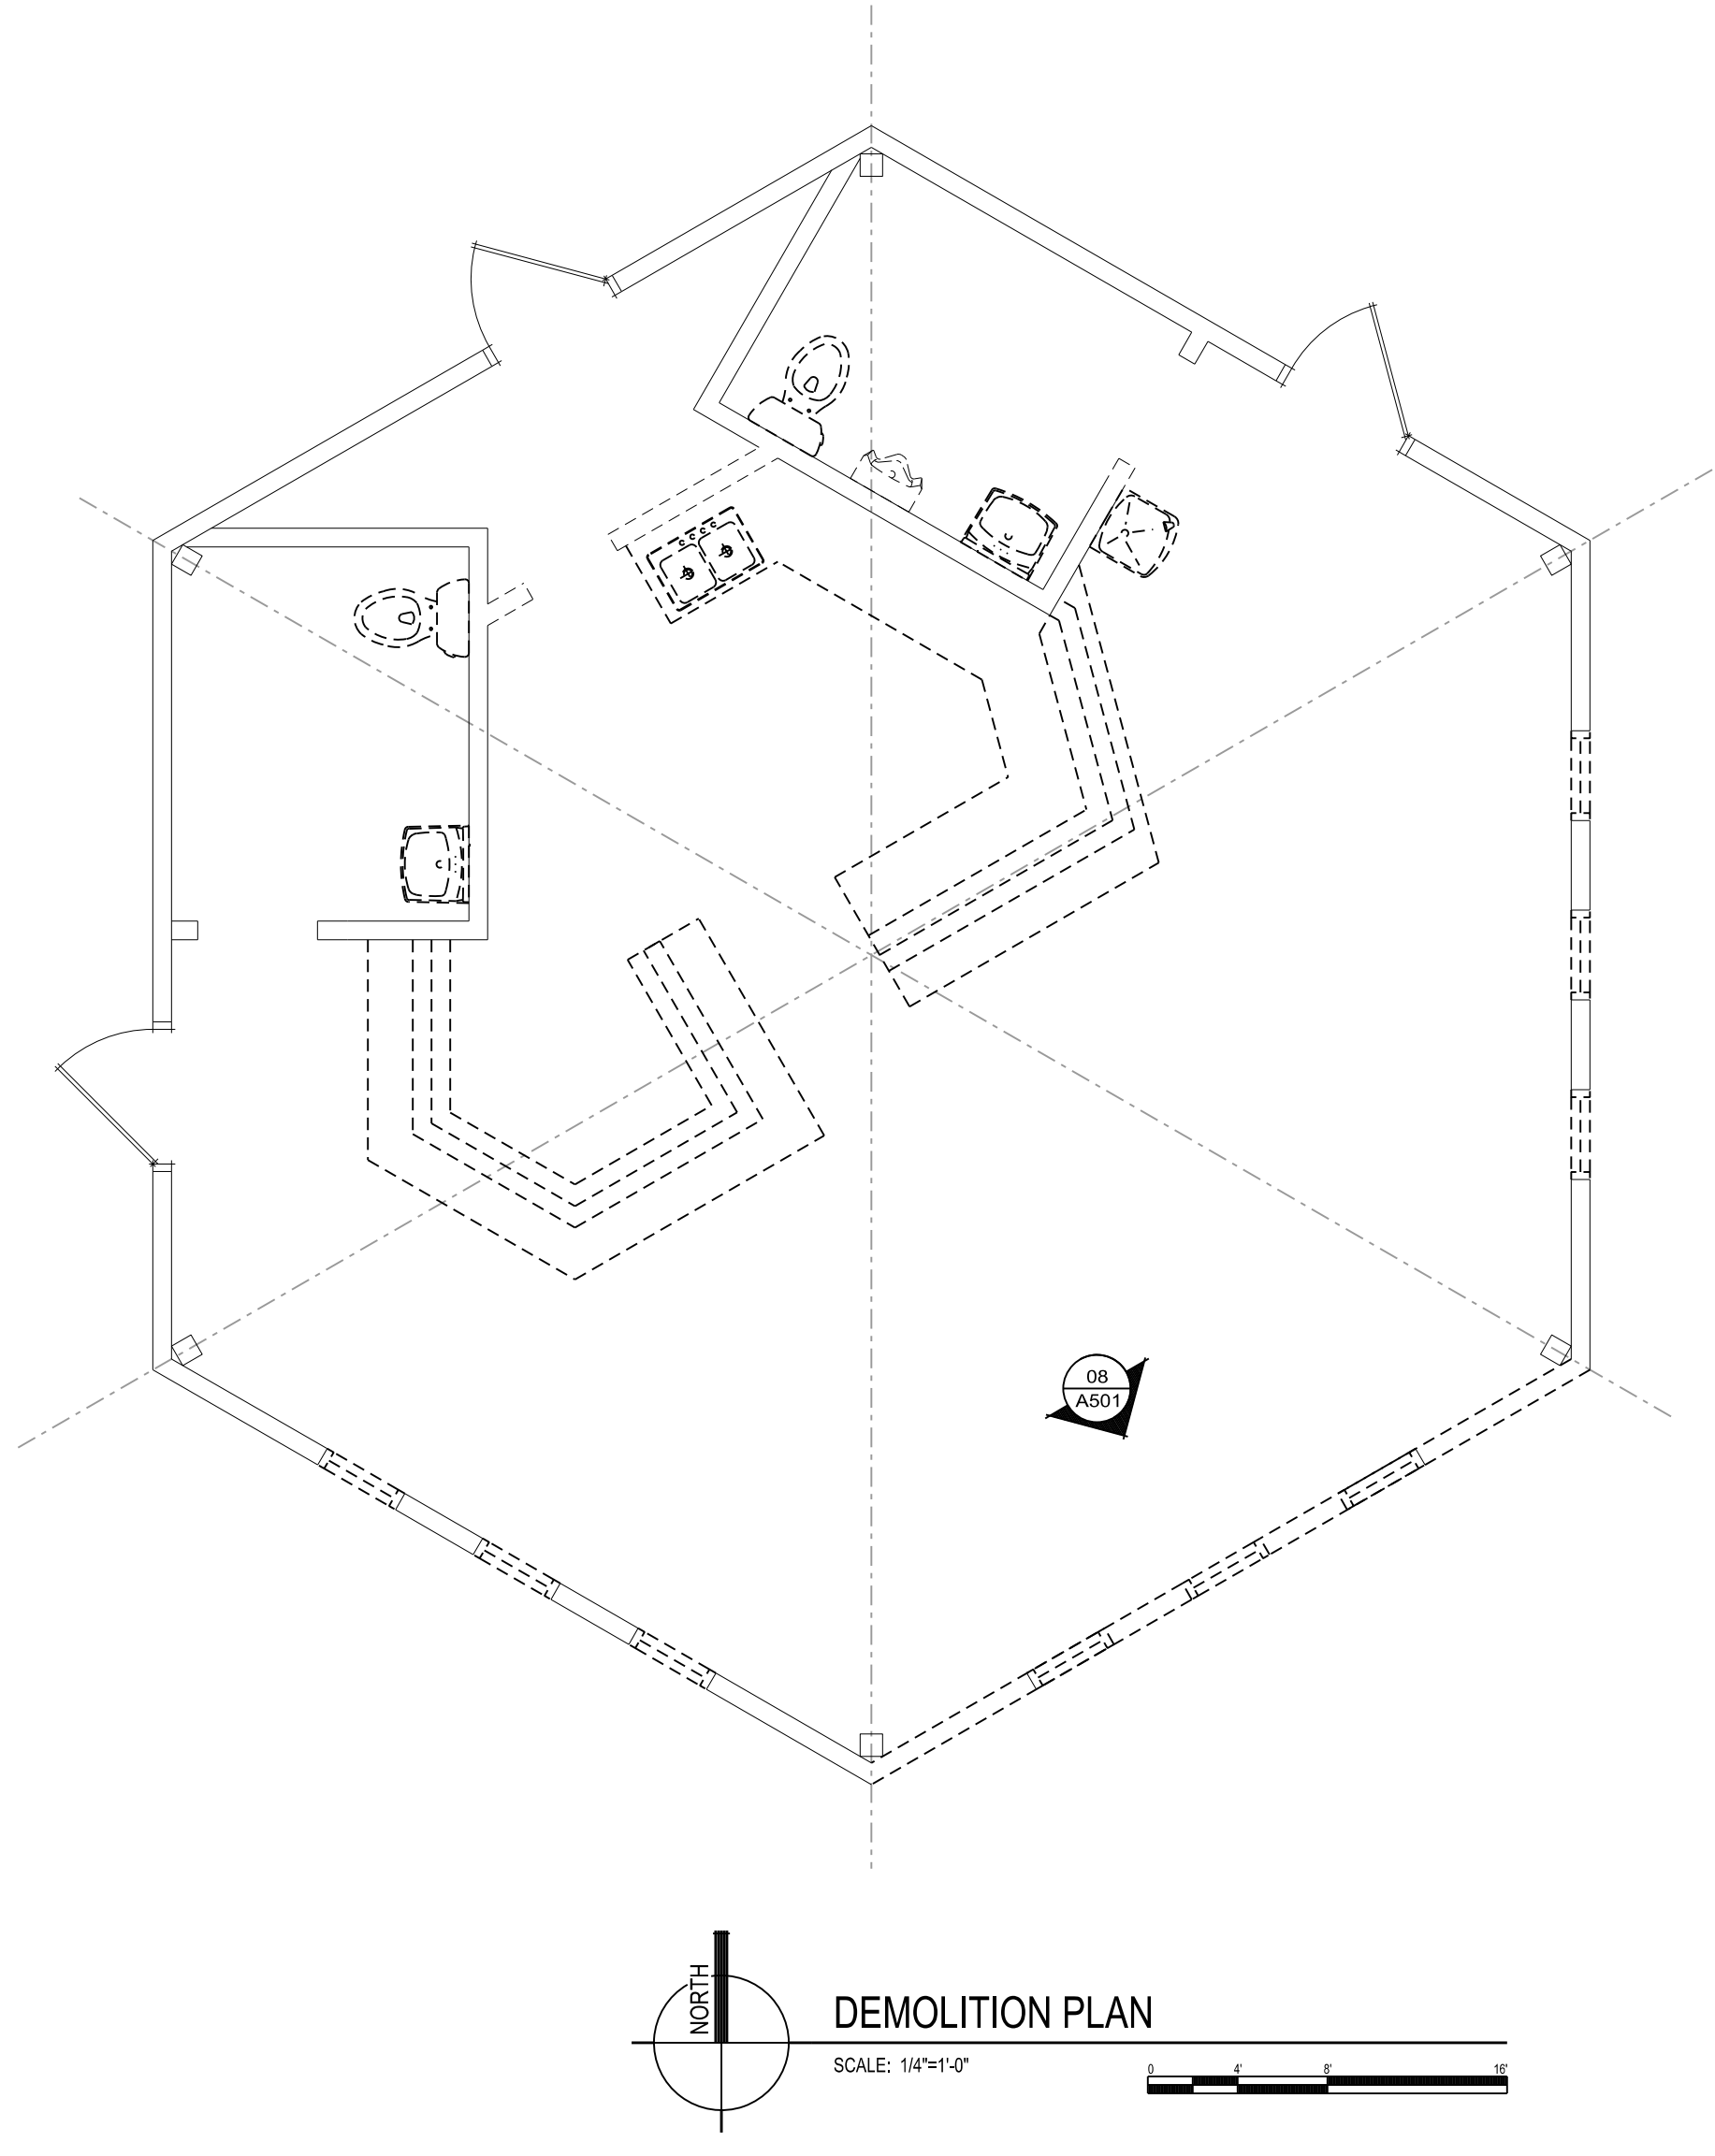 08
A501
NORTH
DEMOLITION PLAN
SCALE: 1/4"=1'-0"
0 4' 8' 16'